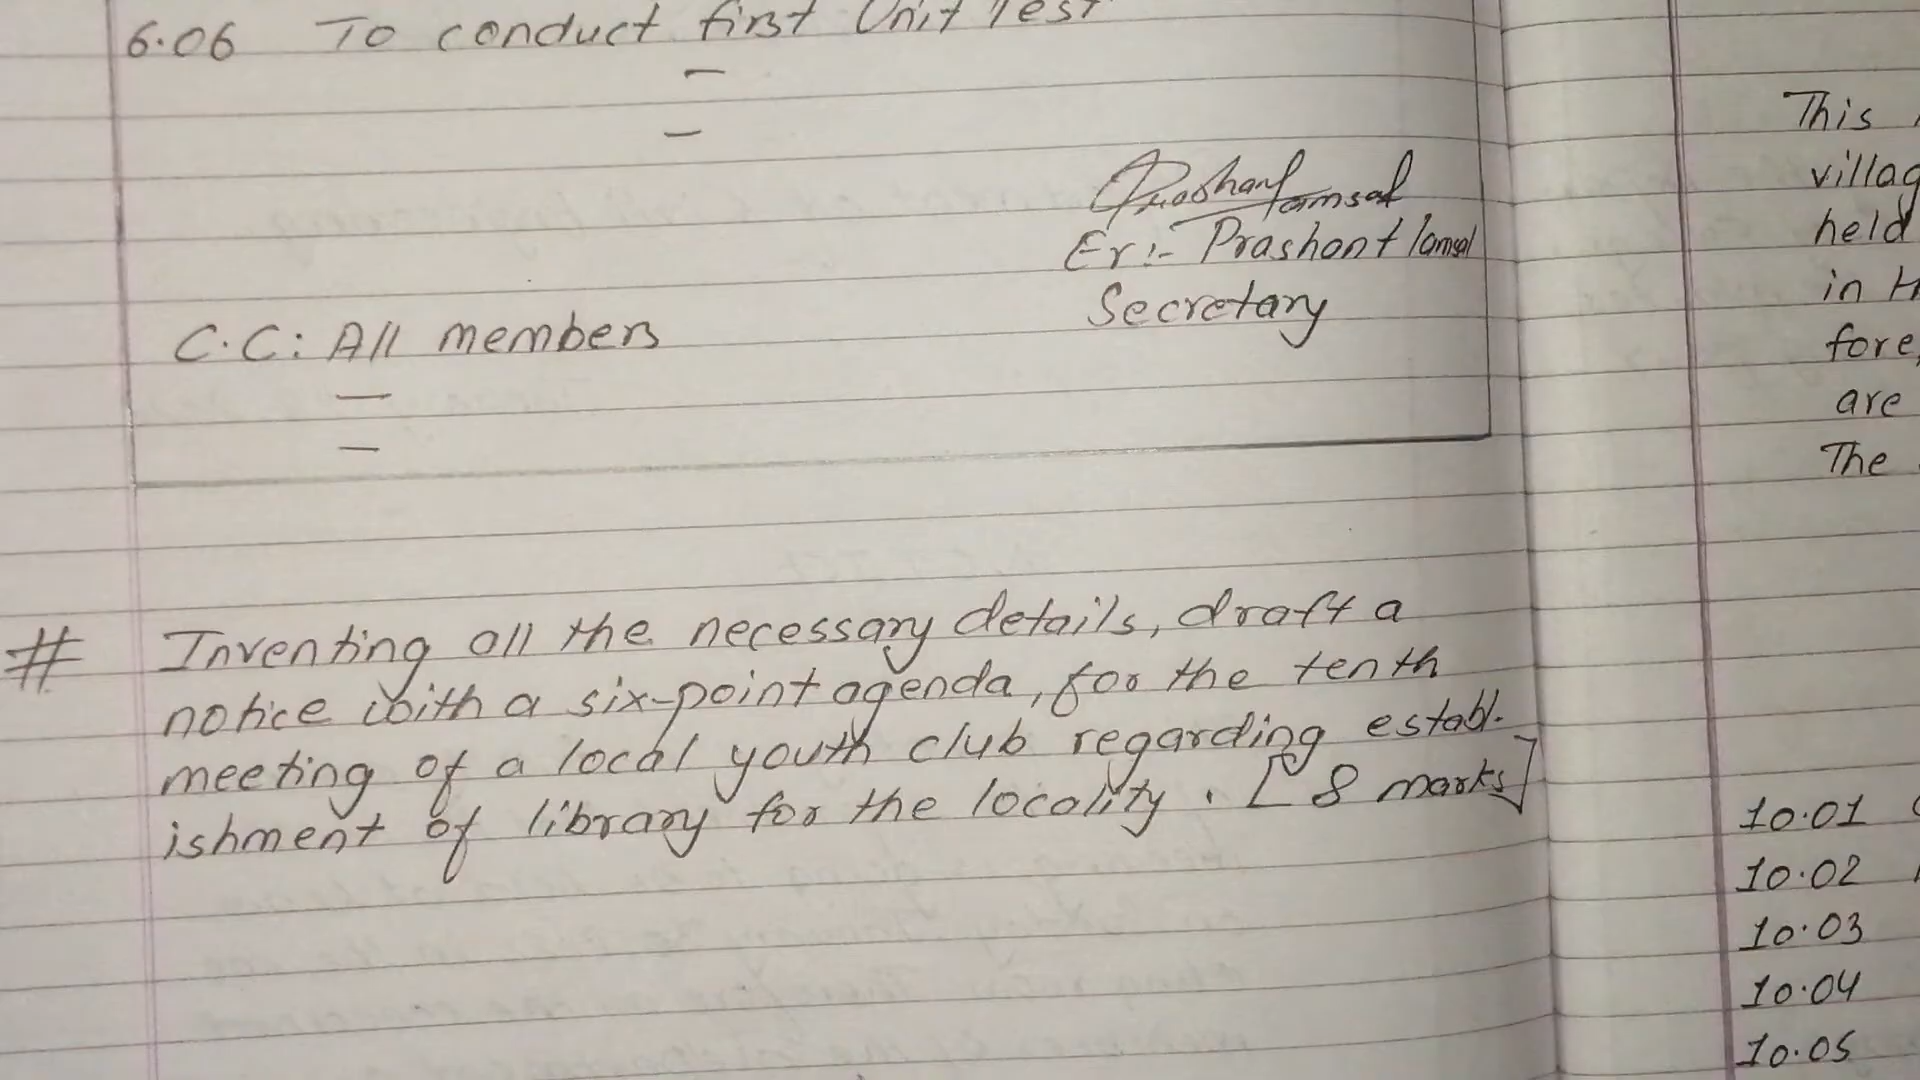 6.06 To conduct first Unit Test
Prashant Lamsal
Er:- Prashant Lamsal
Secretary
C.C: All members
# Inventing all the necessary details, draft a
notice with a six-point agenda, for the tenth
meeting of a local youth club regarding establ-
ishment of library for the locality. [8 marks]
This
villag
held
in H
fore,
are
The
10.01
10.02
10.03
10.04
10.05